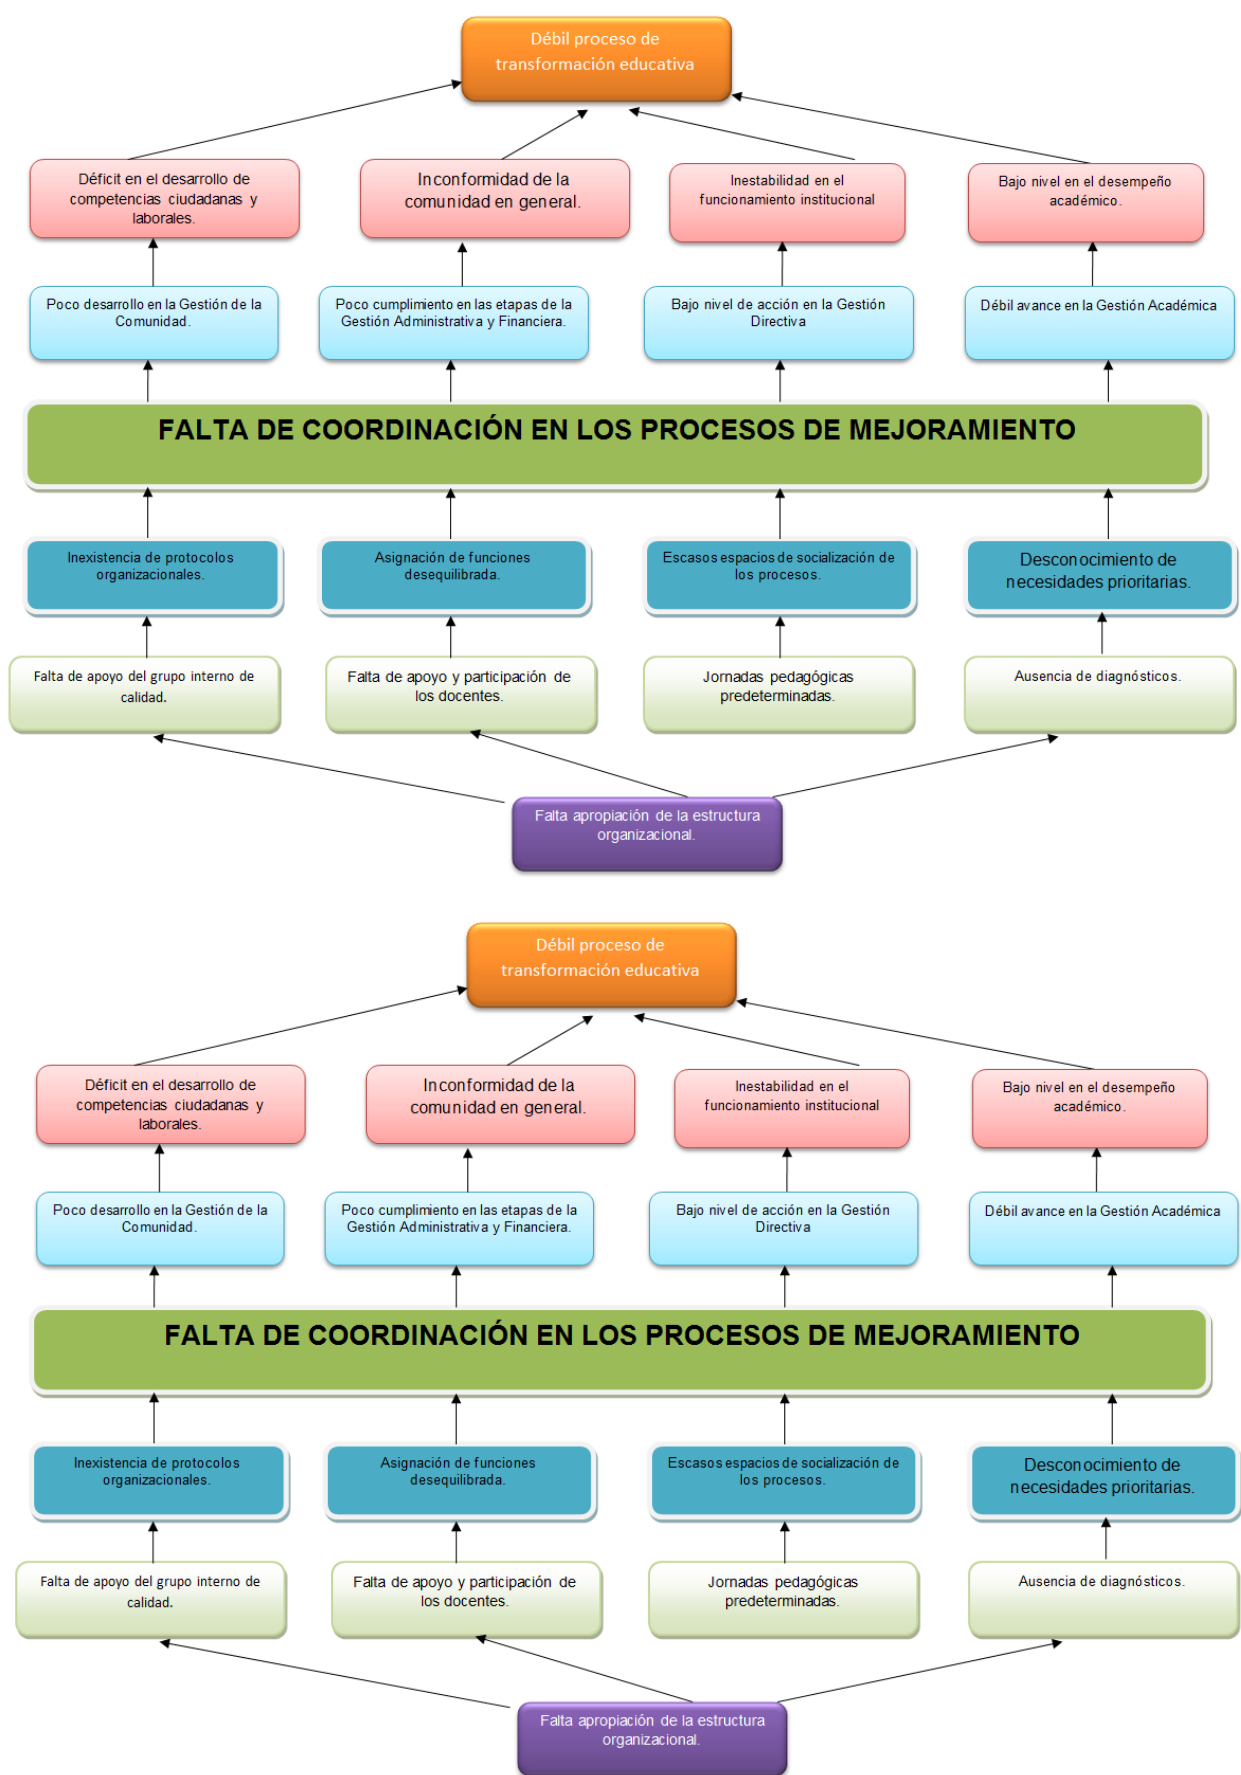 Débil proceso de
transformación educativa
Déficit en el desarrollo de
competencias ciudadanas y
laborales.
Inconformidad de la
comunidad en general.
Inestabilidad en el
funcionamiento institucional
Bajo nivel en el desempeño
académico.
Poco desarrollo en la Gestión de la
Comunidad.
Poco cumplimiento en las etapas de la
Gestión Administrativa y Financiera.
Bajo nivel de acción en la Gestión
Directiva
Débil avance en la Gestión Académica
FALTA DE COORDINACIÓN EN LOS PROCESOS DE MEJORAMIENTO
Inexistencia de protocolos
organizacionales.
Asignación de funciones
desequilibrada.
Escasos espacios de socialización de
los procesos.
Desconocimiento de
necesidades prioritarias.
Falta de apoyo del grupo interno de
calidad.
Falta de apoyo y participación de
los docentes.
Jornadas pedagógicas
predeterminadas.
Ausencia de diagnósticos.
Falta apropiación de la estructura
organizacional.
Débil proceso de
transformación educativa
Déficit en el desarrollo de
competencias ciudadanas y
laborales.
Inconformidad de la
comunidad en general.
Inestabilidad en el
funcionamiento institucional
Bajo nivel en el desempeño
académico.
Poco desarrollo en la Gestión de la
Comunidad.
Poco cumplimiento en las etapas de la
Gestión Administrativa y Financiera.
Bajo nivel de acción en la Gestión
Directiva
Débil avance en la Gestión Académica
FALTA DE COORDINACIÓN EN LOS PROCESOS DE MEJORAMIENTO
Inexistencia de protocolos
organizacionales.
Asignación de funciones
desequilibrada.
Escasos espacios de socialización de
los procesos.
Desconocimiento de
necesidades prioritarias.
Falta de apoyo del grupo interno de
calidad.
Falta de apoyo y participación de
los docentes.
Jornadas pedagógicas
predeterminadas.
Ausencia de diagnósticos.
Falta apropiación de la estructura
organizacional.